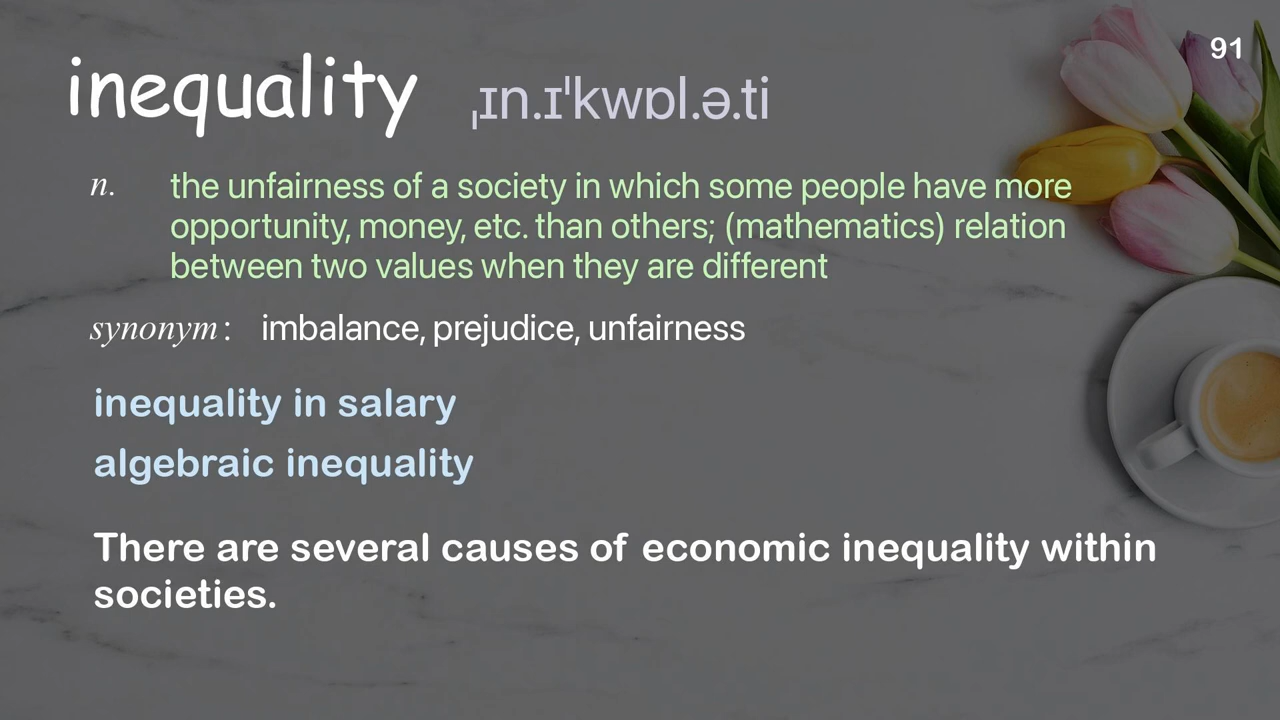 91
inequality ˌɪn.ɪˈkwɒl.ə.ti
n. the unfairness of a society in which some people have more
opportunity, money, etc. than others; (mathematics) relation
between two values when they are different
synonym: imbalance, prejudice, unfairness
inequality in salary
algebraic inequality
There are several causes of economic inequality within
societies.